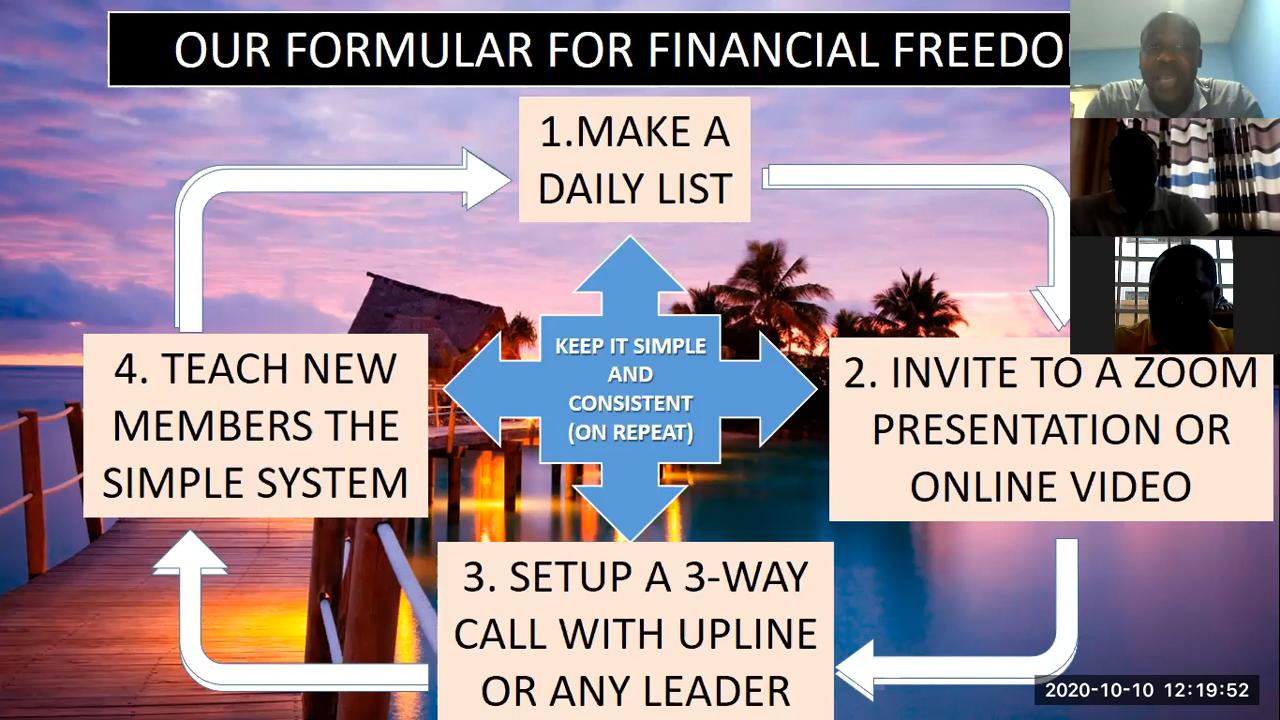 OUR FORMULAR FOR FINANCIAL FREEDO
1.MAKE A
DAILY LIST
KEEP IT SIMPLE
AND
CONSISTENT
(ON REPEAT)
4. TEACH NEW
MEMBERS THE
SIMPLE SYSTEM
2. INVITE TO A ZOOM
PRESENTATION OR
ONLINE VIDEO
3. SETUP A 3-WAY
CALL WITH UPLINE
OR ANY LEADER
2020-10-10 12:19:52